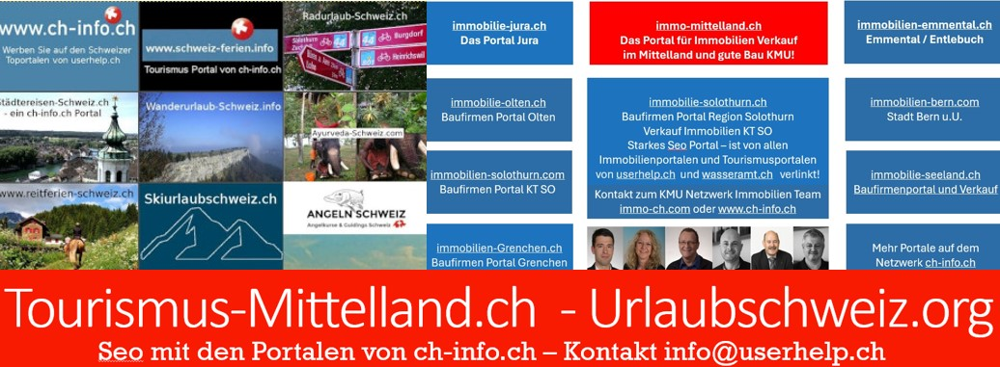 www.ch-info.ch
Werben Sie auf den Schweizer
Toportalen von userhelp.ch
www.schweiz-ferien.info
Tourismus Portal von ch-info.ch
Radurlaub-Schweiz.ch
Solothurn
Burgdorf
Heinrichswil
Städtereisen-Schweiz.ch
- ein ch-info.ch Portal
Wanderurlaub-Schweiz.info
Ayurveda-Schweiz.com
www.reitferien-schweiz.ch
Skiurlaubschweiz.ch
ANGELN SCHWEIZ
Angelkurse & Guidings Schweiz
immobilie-jura.ch
Das Portal Jura
immobilie-olten.ch
Baufirmen Portal Olten
immobilien-solothurn.com
Baufirmen Portal KT SO
immobilien-Grenchen.ch
Baufirmen Portal Grenchen
immo-mittelland.ch
Das Portal für Immobilien Verkauf
im Mittelland und gute Bau KMU!
immobilie-solothurn.ch
Baufirmen Portal Region Solothurn
Verkauf Immobilien KT SO
Starkes Seo Portal – ist von allen
Immobilienportalen und Tourismusportalen
von userhelp.ch und wasseramt.ch verlinkt!
Kontakt zum KMU Netzwerk Immobilien Team
immo-ch.com oder www.ch-info.ch
immobilien-emmental.ch
Emmental / Entlebuch
immobilien-bern.com
Stadt Bern u.U.
immobilie-seeland.ch
Baufirmenportal und Verkauf
Mehr Portale auf dem
Netzwerk ch-info.ch
Tourismus-Mittelland.ch - Urlaubschweiz.org
Seo mit den Portalen von ch-info.ch – Kontakt info@userhelp.ch